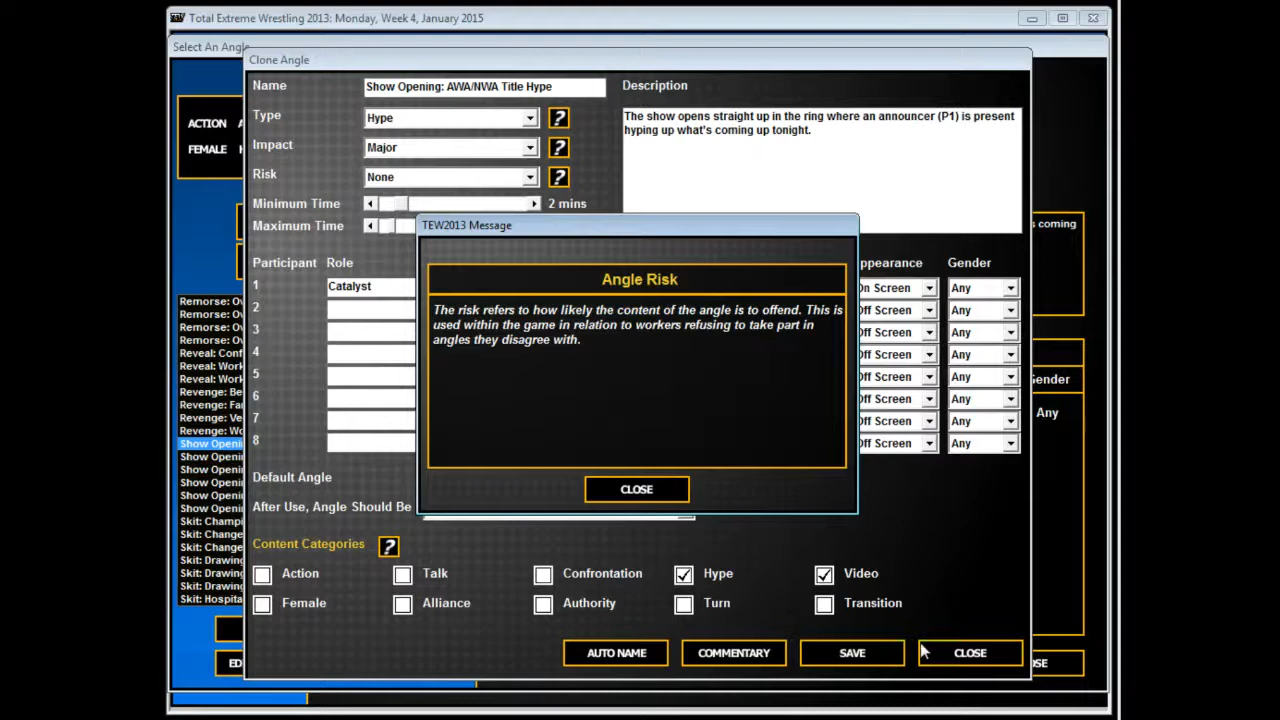 Total Extreme Wrestling 2013: Monday, Week 4, January 2015
Select An Angle
Clone Angle
Name
Show Opening: AWA/NWA Title Hype
Description
ACTION
Type
Hype
?
The show opens straight up in the ring where an announcer (P1) is present
hyping up what's coming up tonight.
FEMALE
Impact
Major
?
Risk
None
?
Minimum Time
2 mins
Maximum Time
TEW2013 Message
coming
Participant
Role
Appearance
Gender
Angle Risk
The risk refers to how likely the content of the angle is to offend. This is
used within the game in relation to workers refusing to take part in
angles they disagree with.
CLOSE
1
Catalyst
On Screen
Any
2
Off Screen
Any
3
Off Screen
Any
4
Off Screen
Any
5
Off Screen
Any
6
Off Screen
Any
7
Off Screen
Any
8
Off Screen
Any
Gender
Any
Remorse: Ov
Remorse: Ov
Remorse: Ov
Remorse: Ov
Reveal: Conf
Reveal: Work
Reveal: Work
Revenge: Be
Revenge: Far
Revenge: Ve
Revenge: Wo
Show Openi
Show Openi
Show Openi
Show Openi
Show Openi
Show Openi
Skit: Champi
Skit: Change
Skit: Change
Skit: Drawing
Skit: Drawing
Skit: Drawing
Skit: Hospita
Default Angle
After Use, Angle Should Be
Content Categories
?
Action
Talk
Confrontation
Hype
Video
Female
Alliance
Authority
Turn
Transition
AUTO NAME
COMMENTARY
SAVE
CLOSE
ED
OSE